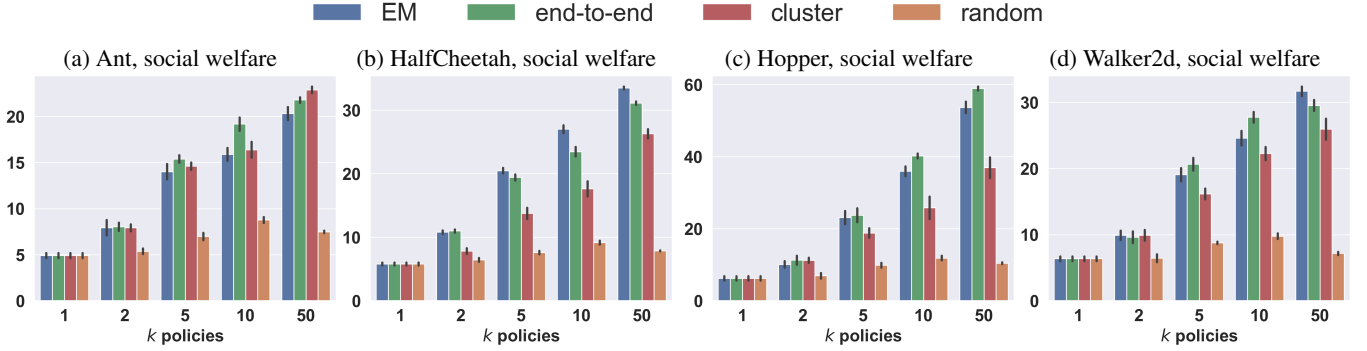 EM end-to-end cluster random
(a) Ant, social welfare
20
15
10
5
0
1 2 5 10 50
k policies
(b) HalfCheetah, social welfare
30
20
10
0
1 2 5 10 50
k policies
(c) Hopper, social welfare
60
40
20
0
1 2 5 10 50
k policies
(d) Walker2d, social welfare
30
20
10
0
1 2 5 10 50
k policies